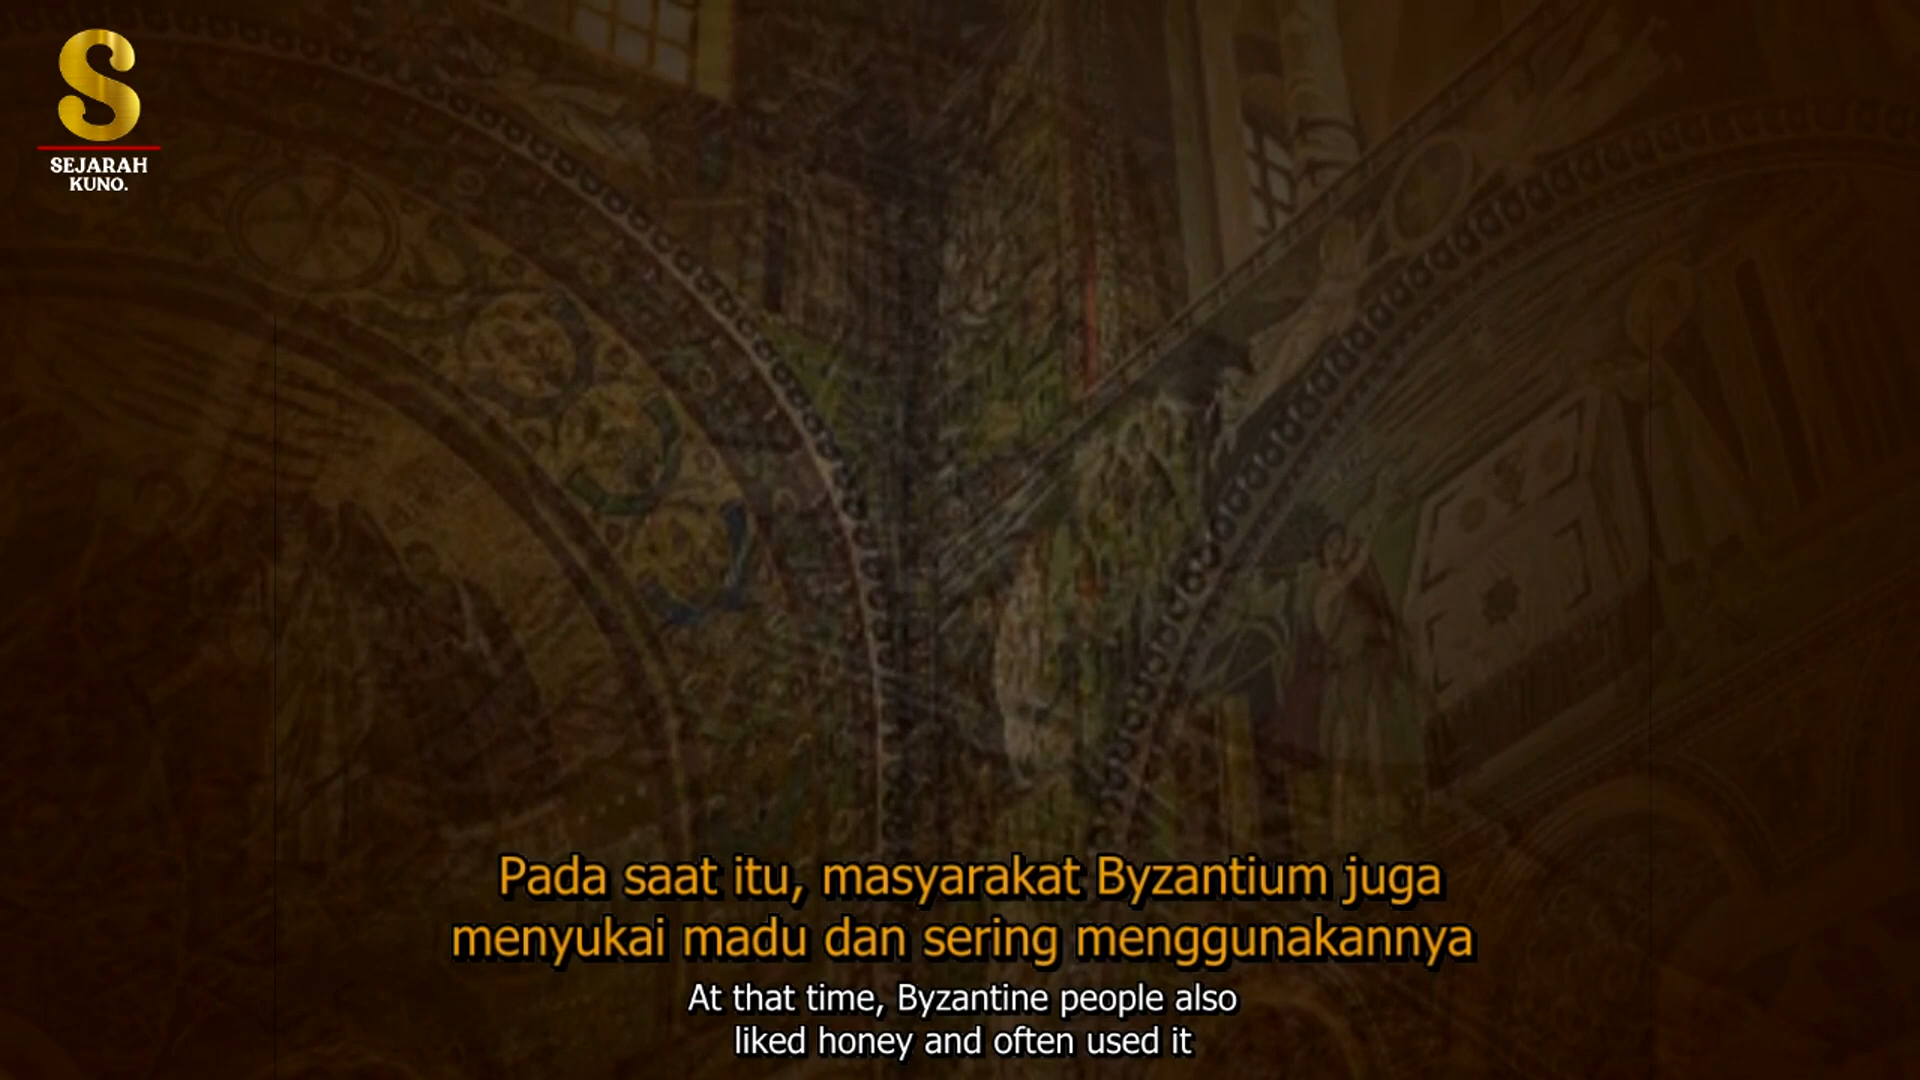 S
SEJARAH
KUNO.
Pada saat itu, masyarakat Byzantium juga
menyukai madu dan sering menggunakannya
At that time, Byzantine people also
liked honey and often used it